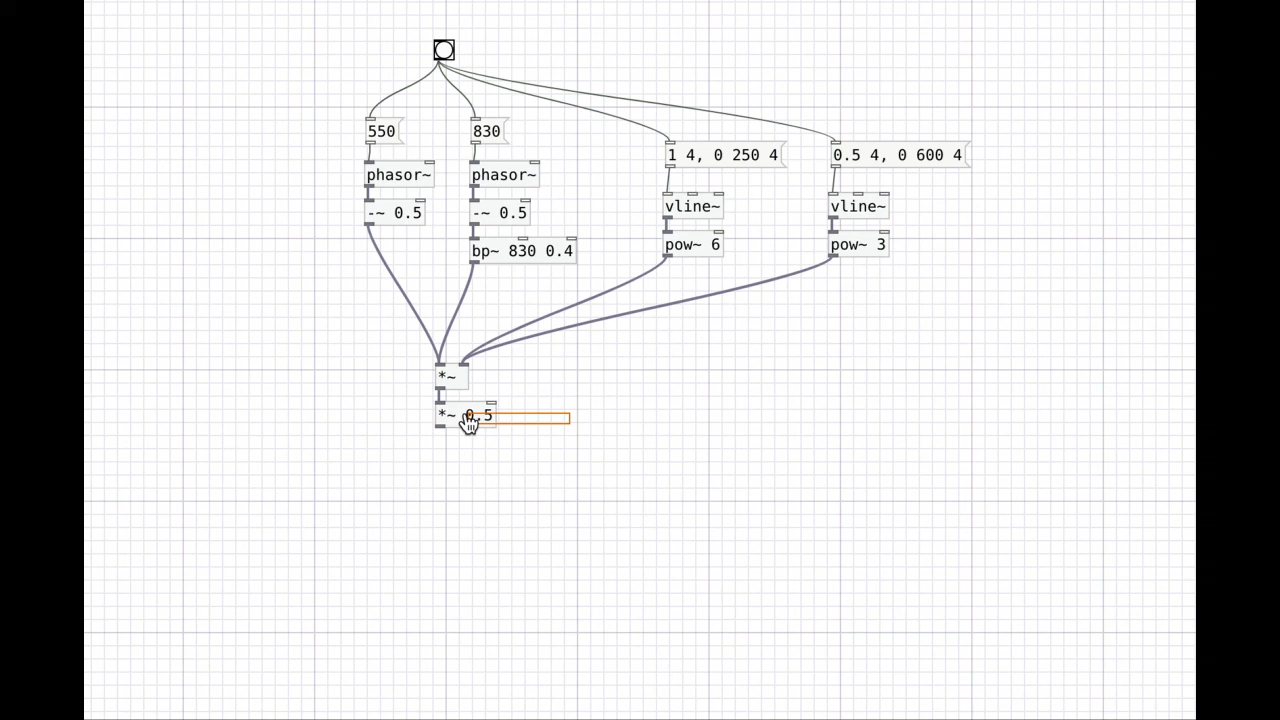 550
830
1 4, 0 250 4
0.5 4, 0 600 4
phasor~
phasor~
vline~
vline~
-~ 0.5
-~ 0.5
pow~ 6
pow~ 3
bp~ 830 0.4
*~
*~ 0.5